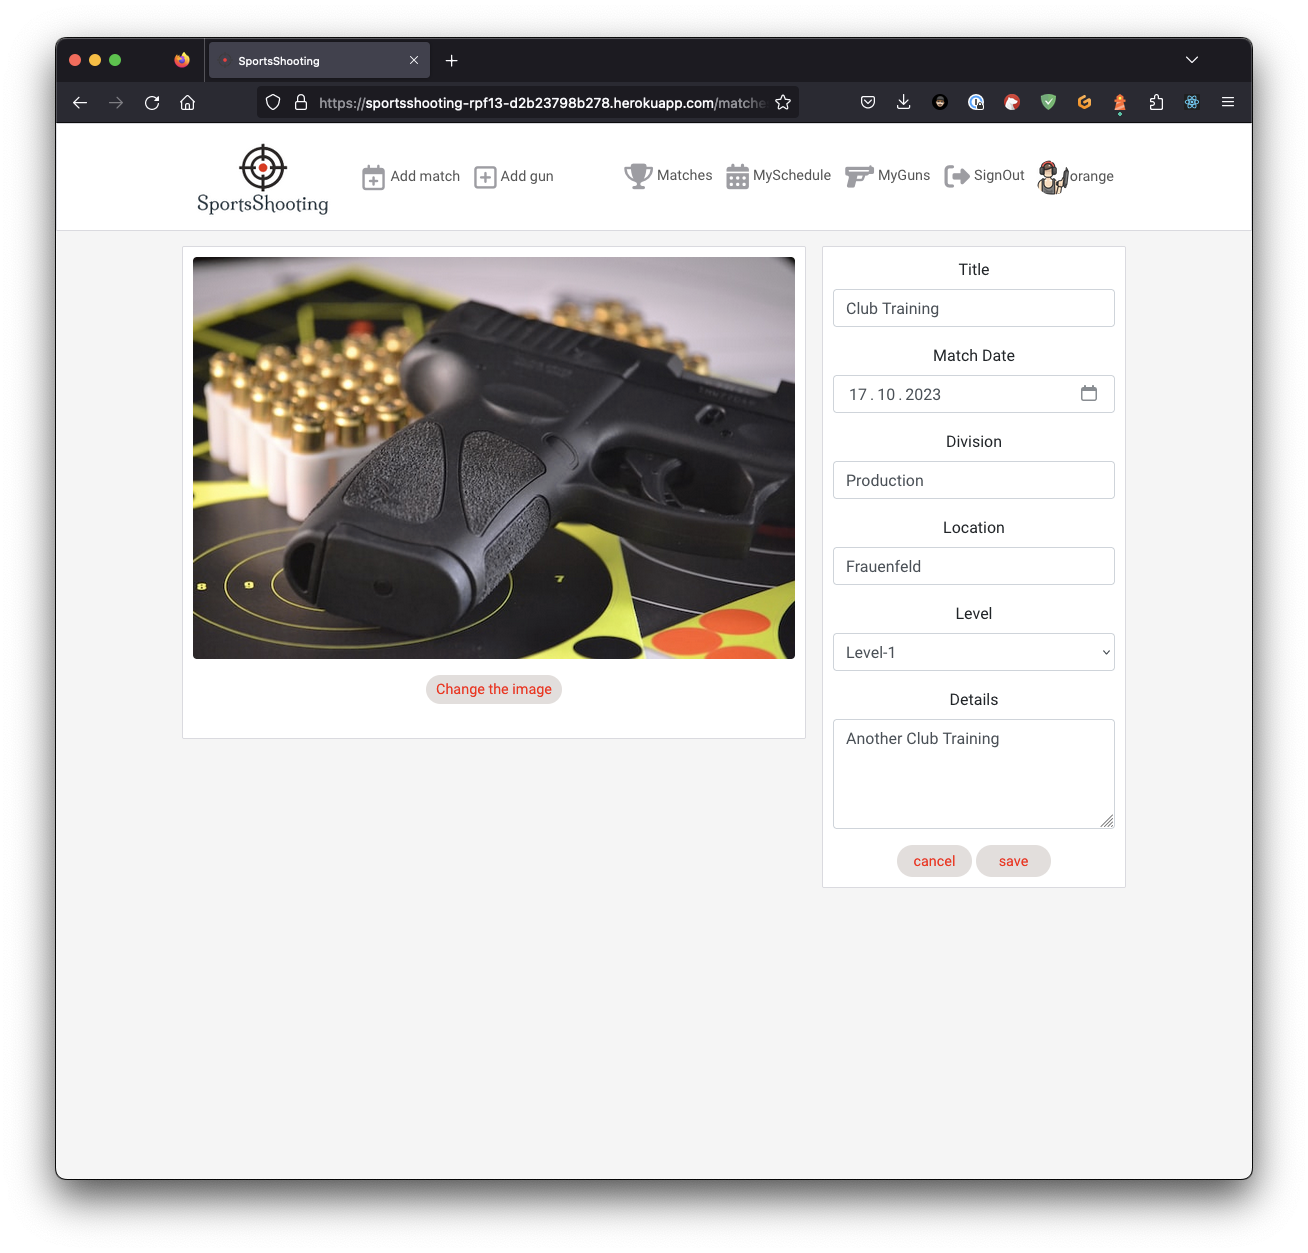 SportsShooting
https://sportsshooting-rpf13-d2b23798b278.herokuapp.com/matche
SportsShooting
Add match
Add gun
Matches
MySchedule
MyGuns
SignOut
orange
8 9 7
Change the image
Title
Club Training
Match Date
17.10.2023
Division
Production
Location
Frauenfeld
Level
Level-1
Details
Another Club Training
cancel
save